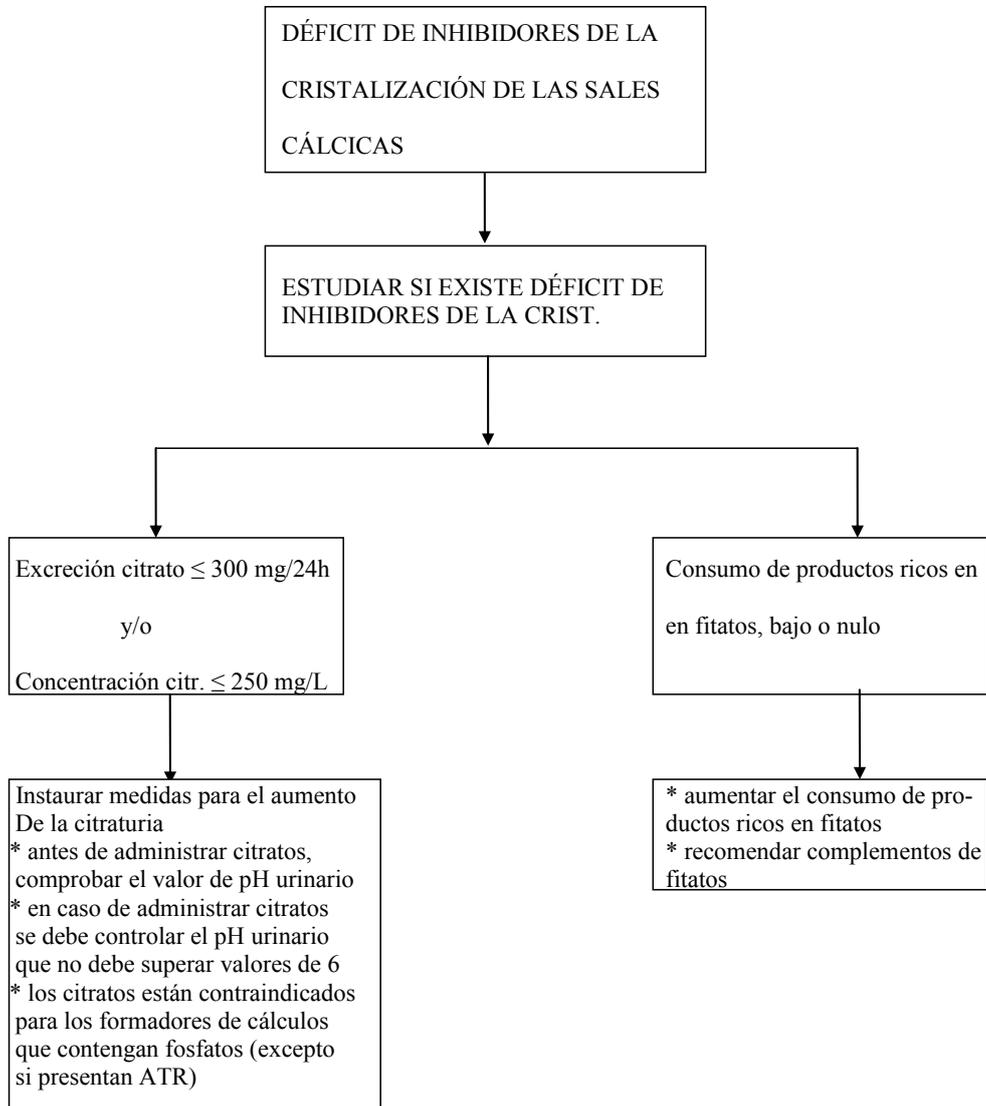 DÉFICIT DE INHIBIDORES DE LA
CRISTALIZACIÓN DE LAS SALES
CÁLCICAS
ESTUDIAR SI EXISTE DÉFICIT DE
INHIBIDORES DE LA CRIST.
Excreción citrato ≤ 300 mg/24h
y/o
Concentración citr. ≤ 250 mg/L
Consumo de productos ricos en
en fitatos, bajo o nulo
Instaurar medidas para el aumento
De la citraturia
* antes de administrar citratos,
comprobar el valor de pH urinario
* en caso de administrar citratos
se debe controlar el pH urinario
que no debe superar valores de 6
* los citratos están contraindicados
para los formadores de cálculos
que contengan fosfatos (excepto
si presentan ATR)
* aumentar el consumo de pro-
ductos ricos en fitatos
* recomendar complementos de
fitatos